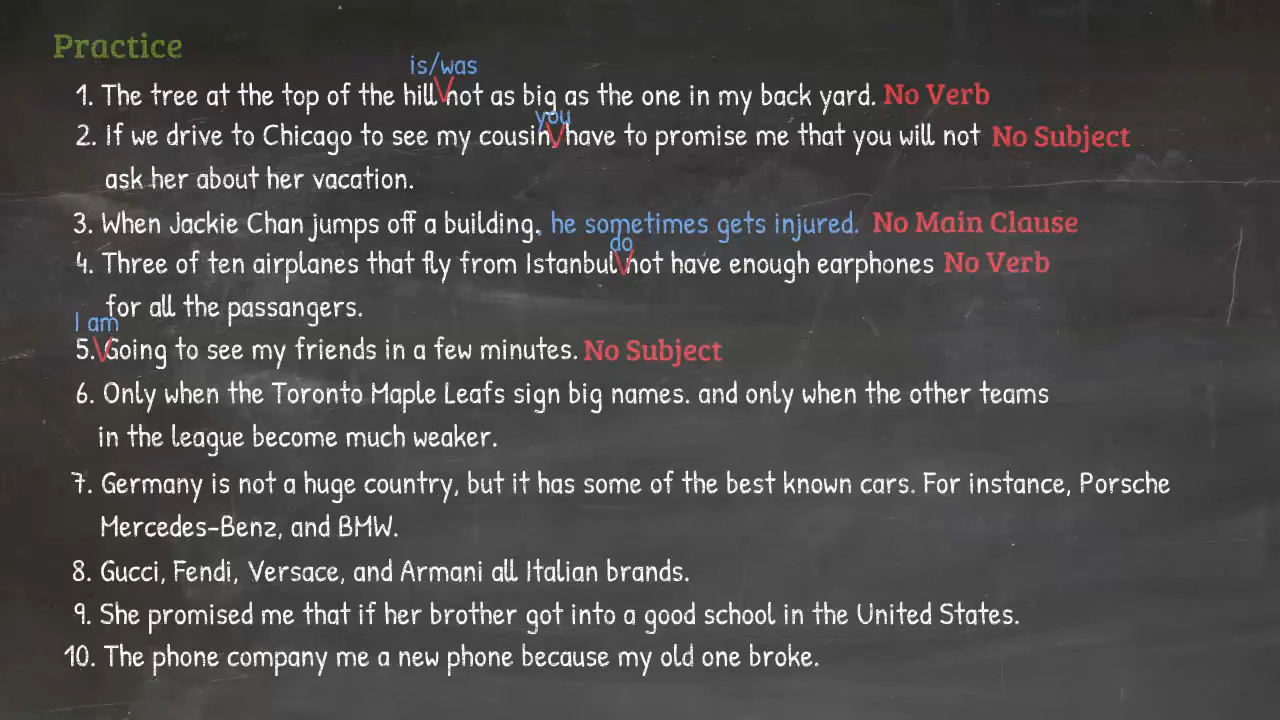 Practice
is/was
1. The tree at the top of the hill V not as big as the one in my back yard. No Verb
you
2. If we drive to Chicago to see my cousin, V have to promise me that you will not No Subject
ask her about her vacation.
3. When Jackie Chan jumps off a building, he sometimes gets injured. No Main Clause
do
4. Three of ten airplanes that fly from Istanbul V not have enough earphones No Verb
for all the passangers.
I am
5. V Going to see my friends in a few minutes. No Subject
6. Only when the Toronto Maple Leafs sign big names. and only when the other teams
in the league become much weaker.
7. Germany is not a huge country, but it has some of the best known cars. For instance, Porsche
Mercedes-Benz, and BMW.
8. Gucci, Fendi, Versace, and Armani all Italian brands.
9. She promised me that if her brother got into a good school in the United States.
10. The phone company me a new phone because my old one broke.